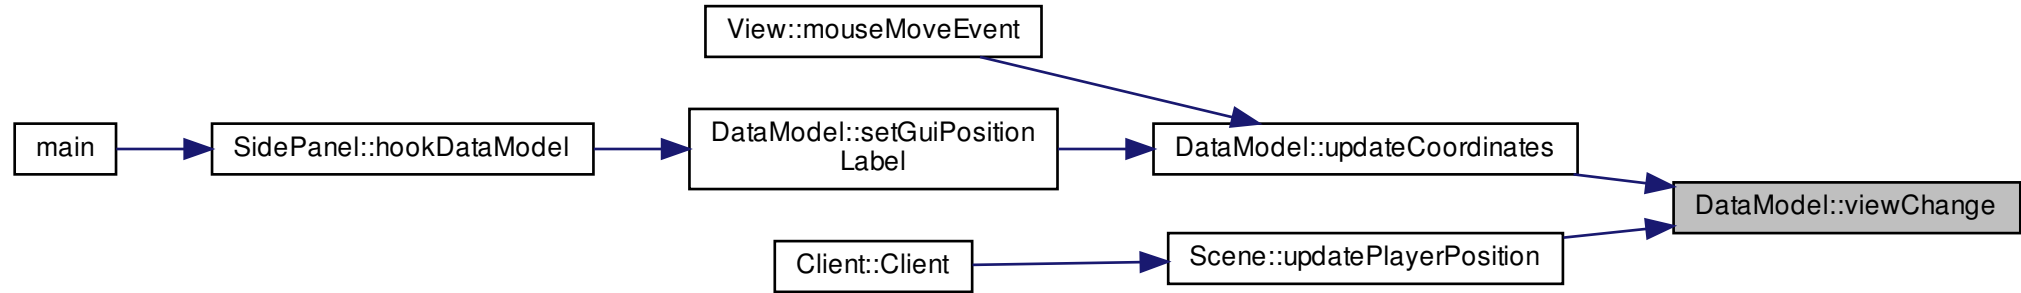 View::mouseMoveEvent
main
SidePanel::hookDataModel
DataModel::setGuiPosition
Label
DataModel::updateCoordinates
DataModel::viewChange
Client::Client
Scene::updatePlayerPosition